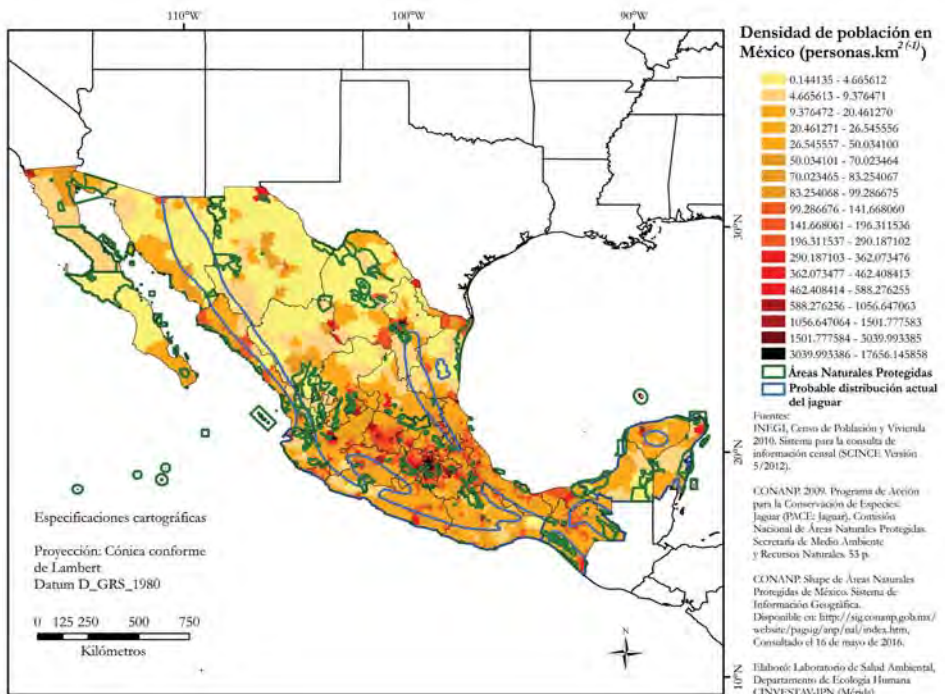 110°W 100°W 90°W
30°N
20°N
10°N
Especificaciones cartográficas
Proyección: Cónica conforme
de Lambert
Datum D_GRS_1980
0 125 250 500 750
Kilómetros
N
Densidad de población en
México (personas.km2 (-1))
0.144135 - 4.665612
4.665613 - 9.376471
9.376472 - 20.461270
20.461271 - 26.545556
26.545557 - 50.034100
50.034101 - 70.023464
70.023465 - 83.254067
83.254068 - 99.286675
99.286676 - 141.668060
141.668061 - 196.311536
196.311537 - 290.187102
290.187103 - 362.073476
362.073477 - 462.408413
462.408414 - 588.276255
588.276256 - 1056.647063
1056.647064 - 1501.777583
1501.777584 - 3039.993385
3039.993386 - 17656.145858
Áreas Naturales Protegidas
Probable distribución actual
del jaguar
Fuentes:
INEGI, Censo de Población y Vivienda
2010. Sistema para la consulta de
información censal (SCINCE Versión
5/2012).
CONANP. 2009. Programa de Acción
para la Conservación de Especies:
Jaguar (PACE: Jaguar). Comisión
Nacional de Áreas Naturales Protegidas.
Secretaría de Medio Ambiente
y Recursos Naturales. 53 p.
CONANP. Shape de Áreas Naturales
Protegidas de México. Sistema de
Información Geográfica.
Disponible en: http://sig.conanp.gob.mx/
website/pagsig/anp/nal/index.htm,
Consultado el 16 de mayo de 2016.
Elaboró: Laboratorio de Salud Ambiental,
Departamento de Ecología Humana
CINVESTAV-IPN (Mérida)